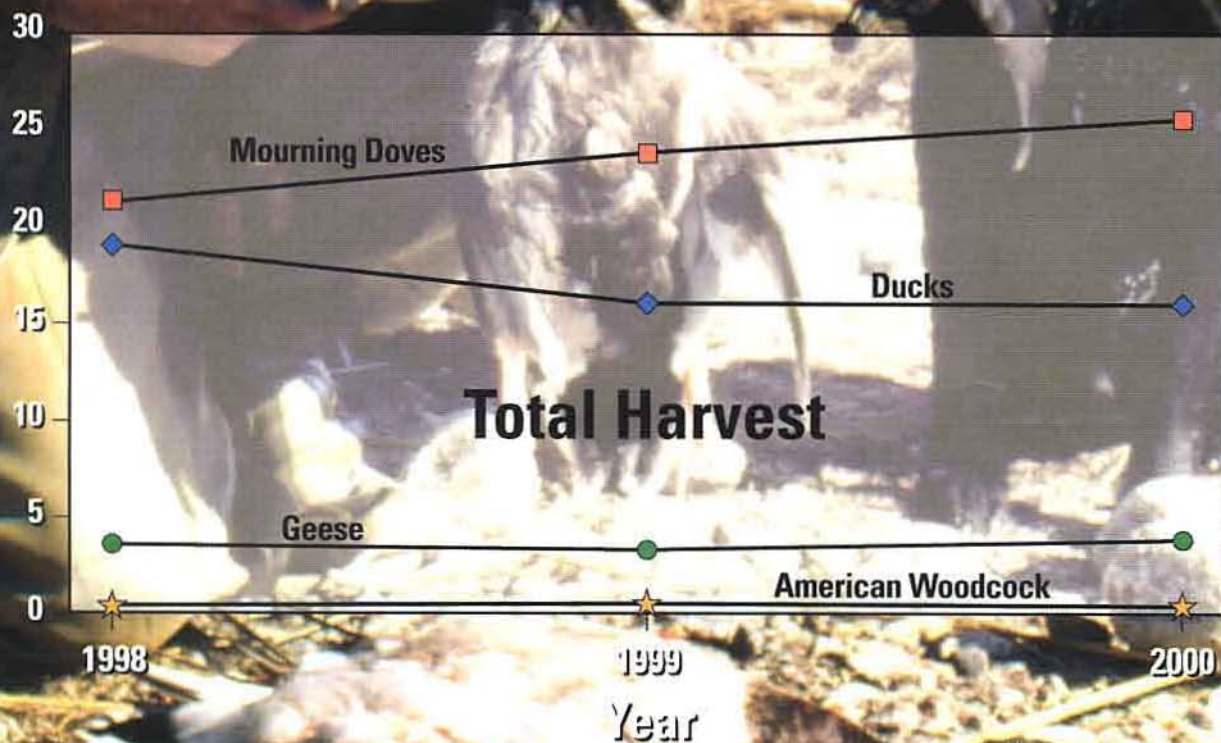 30
25
Mourning Doves
20
Ducks
15
Total Harvest
10
5
Geese
American Woodcock
0
1998 1999 2000
Year